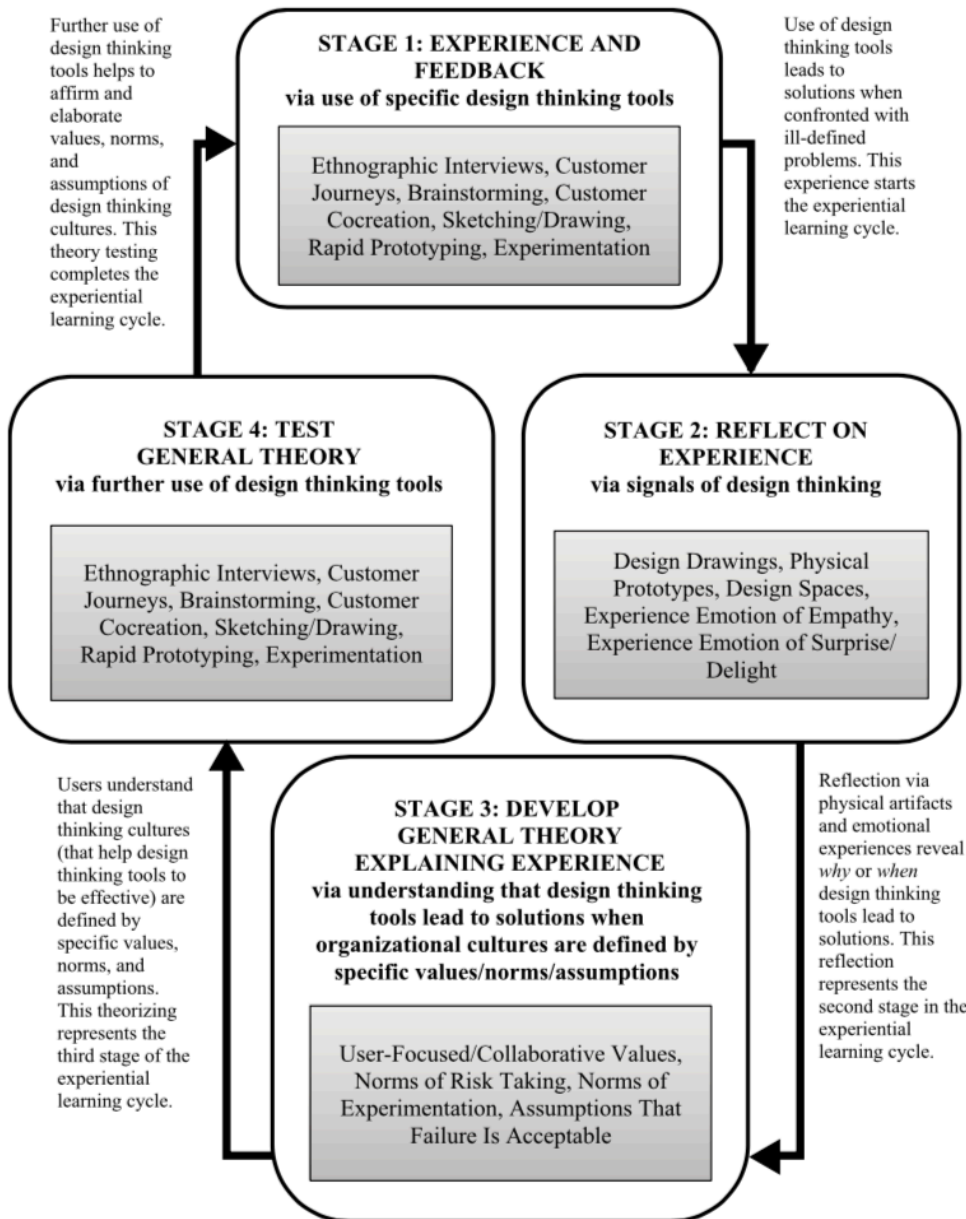 Further use of
design thinking
tools helps to
affirm and
elaborate
values, norms,
and
assumptions of
design thinking
cultures. This
theory testing
completes the
experiential
learning cycle.
STAGE 1: EXPERIENCE AND
FEEDBACK
via use of specific design thinking tools
Ethnographic Interviews, Customer
Journeys, Brainstorming, Customer
Cocreation, Sketching/Drawing,
Rapid Prototyping, Experimentation
Use of design
thinking tools
leads to
solutions when
confronted with
ill-defined
problems. This
experience starts
the experiential
learning cycle.
STAGE 4: TEST
GENERAL THEORY
via further use of design thinking tools
Ethnographic Interviews, Customer
Journeys, Brainstorming, Customer
Cocreation, Sketching/Drawing,
Rapid Prototyping, Experimentation
STAGE 2: REFLECT ON
EXPERIENCE
via signals of design thinking
Design Drawings, Physical
Prototypes, Design Spaces,
Experience Emotion of Empathy,
Experience Emotion of Surprise/
Delight
Users understand
that design
thinking cultures
(that help design
thinking tools to
be effective) are
defined by
specific values,
norms, and
assumptions.
This theorizing
represents the
third stage of the
experiential
learning cycle.
STAGE 3: DEVELOP
GENERAL THEORY
EXPLAINING EXPERIENCE
via understanding that design thinking
tools lead to solutions when
organizational cultures are defined by
specific values/norms/assumptions
User-Focused/Collaborative Values,
Norms of Risk Taking, Norms of
Experimentation, Assumptions That
Failure Is Acceptable
Reflection via
physical artifacts
and emotional
experiences reveal
why or when
design thinking
tools lead to
solutions. This
reflection
represents the
second stage in the
experiential
learning cycle.